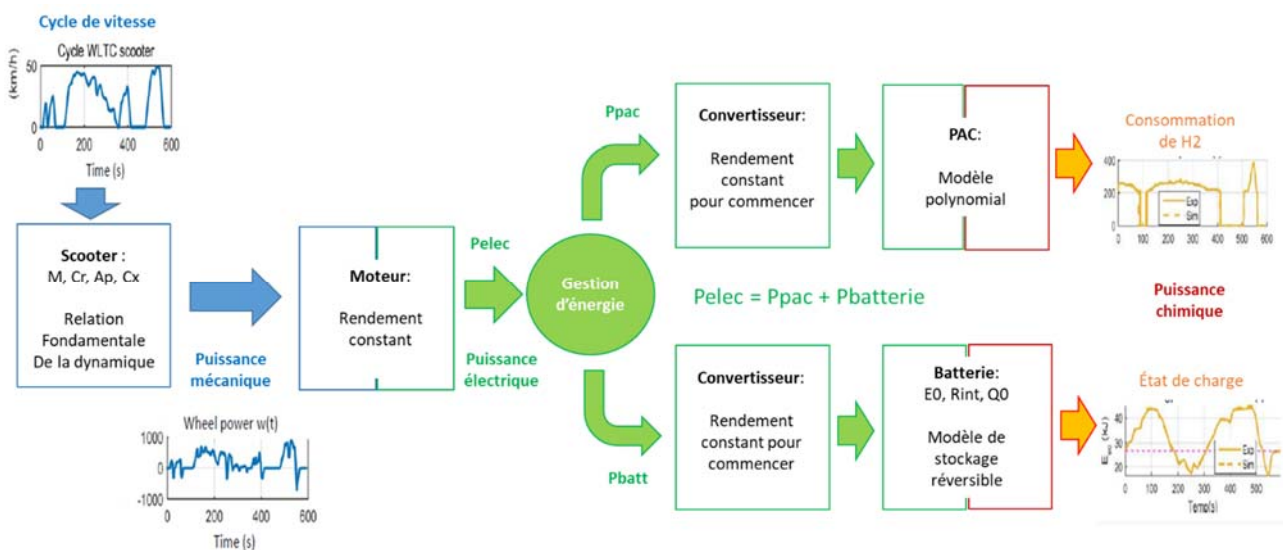 Cycle de vitesse
Cycle WLTC scooter
(km/h)
50
0
0 200 400 600
Time (s)
Scooter :
M, Cr, Ap, Cx
Relation
Fondamentale
De la dynamique
Puissance
mécanique
Wheel power w(t)
1000
0
-1000
0 200 400 600
Time (s)
Moteur:
Rendement
constant
Pelec
Puissance
électrique
Gestion
d'énergie
Ppac
Pbatt
Convertisseur:
Rendement
constant
pour commencer
PAC:
Modèle
polynomial
Pelec = Ppac + Pbatterie
Convertisseur:
Rendement
constant pour
commencer
Batterie:
E0, Rint, Q0
Modèle de
stockage
réversible
Consommation
de H2
400
200
0
Exp
Sim
0 100 200 300 400 500 600
Puissance
chimique
État de charge
(kJ)
40
30
20
Exp
Sim
0 200 400
Temp(s)